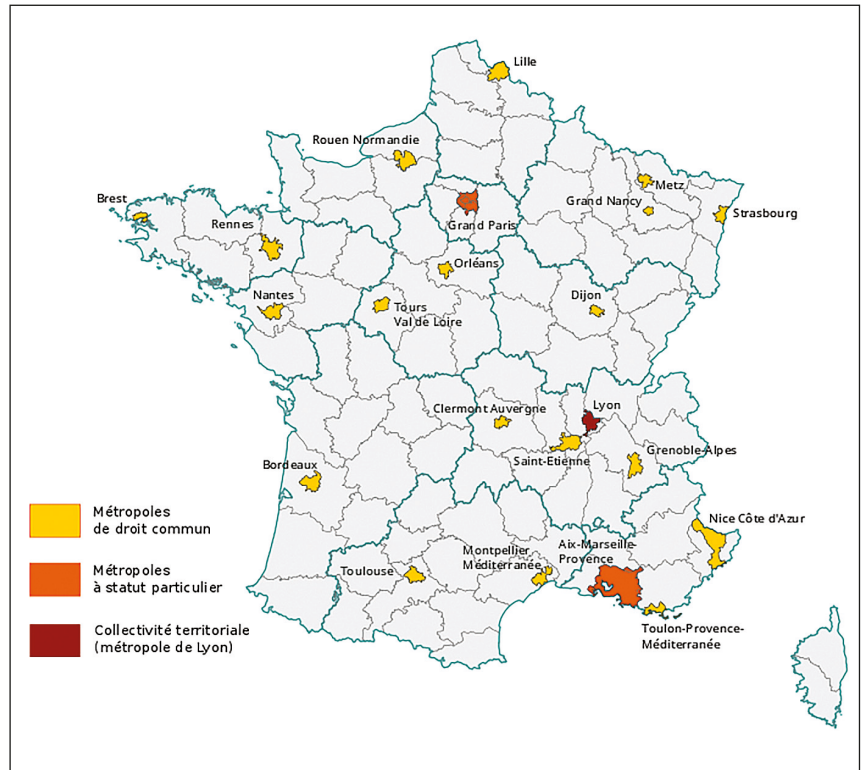 Lille
Rouen Normandie
Metz
Grand Nancy
Brest
Strasbourg
Rennes
Grand Paris
Orléans
Nantes
Dijon
Tours
Val de Loire
Clermont Auvergne
Lyon
Saint-Etienne
Grenoble-Alpes
Bordeaux
Nice Côte d'Azur
Aix-Marseille-
Provence
Montpellier
Méditerranée
Toulouse
Toulon-Provence-
Méditerranée
Métropoles
de droit commun
Métropoles
à statut particulier
Collectivité territoriale
(métropole de Lyon)